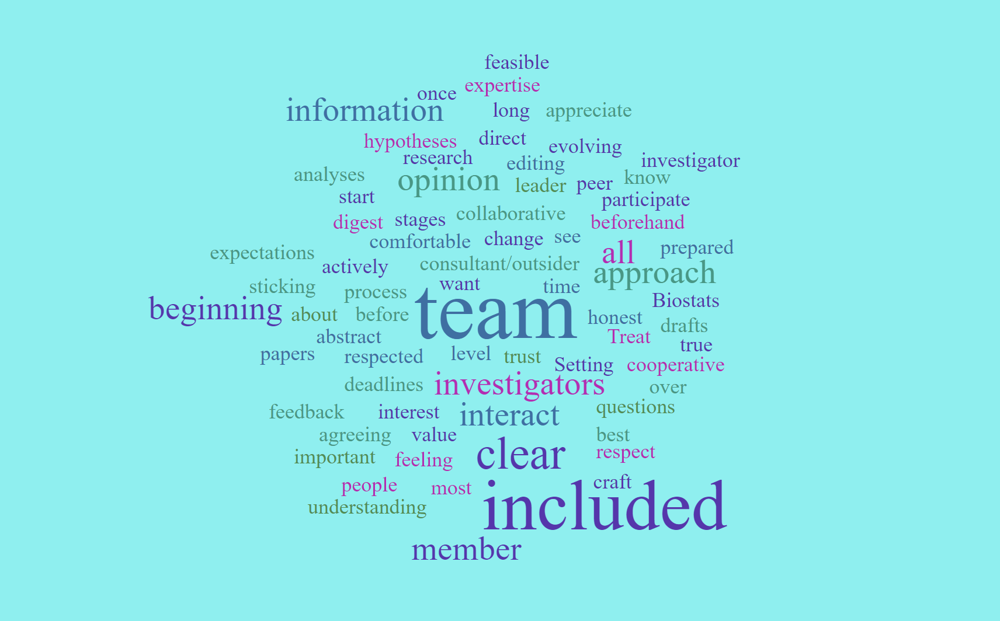 feasible
expertise
once
information
long
appreciate
hypotheses
direct
evolving
research
editing
investigator
analyses
opinion
leader
peer
know
start
participate
digest
stages
collaborative
beforehand
comfortable
change
see
expectations
all
prepared
actively
consultant/outsider
approach
sticking
process
want
time
beginning
about
before
team
Biostats
honest
drafts
abstract
Treat
true
papers
respected
level
trust
Setting
cooperative
deadlines
investigators
over
feedback
interest
interact
questions
agreeing
value
best
important
feeling
clear
respect
people
most
craft
understanding
included
member